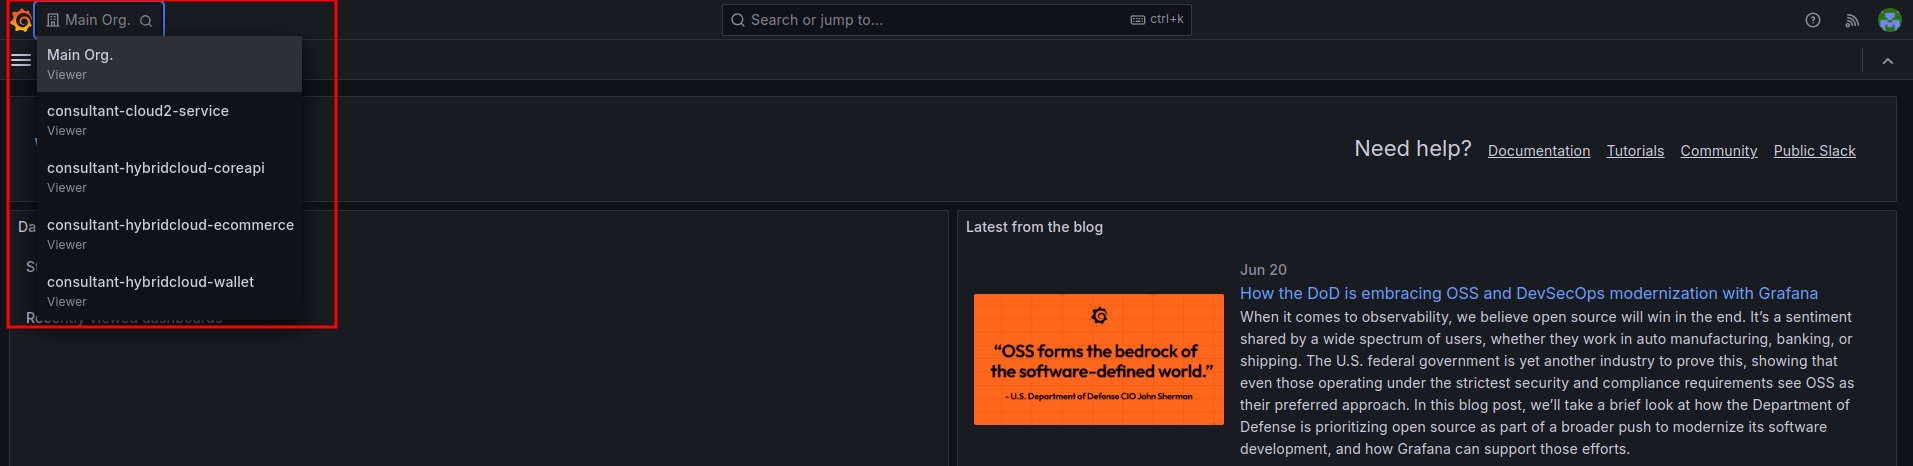 Main Org.
Search or jump to...
ctrl+k
Main Org.
Viewer
consultant-cloud2-service
Viewer
consultant-hybridcloud-coreapi
Viewer
consultant-hybridcloud-ecommerce
Viewer
consultant-hybridcloud-wallet
Viewer
Need help?
Documentation
Tutorials
Community
Public Slack
Recently viewed dashboards
Latest from the blog
Jun 20
How the DoD is embracing OSS and DevSecOps modernization with Grafana
“OSS forms the bedrock of
the software-defined world.”
- U.S. Department of Defense CIO John Sherman
When it comes to observability, we believe open source will win in the end. It’s a sentiment
shared by a wide spectrum of users, whether they work in auto manufacturing, banking, or
shipping. The U.S. federal government is yet another industry to prove this, showing that
even those operating under the strictest security and compliance requirements see OSS as
their preferred approach. In this blog post, we’ll take a brief look at how the Department of
Defense is prioritizing open source as part of a broader push to modernize its software
development, and how Grafana can support those efforts.